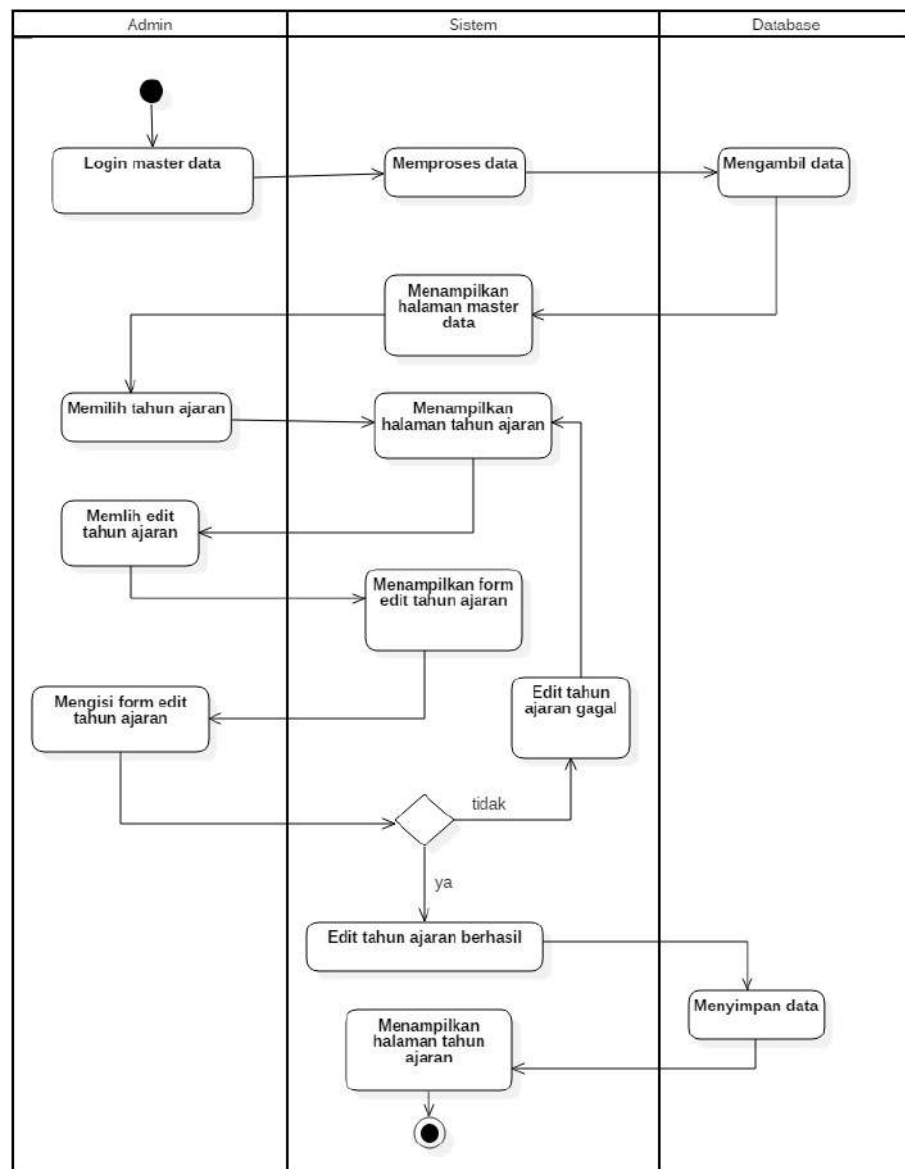 Admin
Sistem
Database
Login master data
Memproses data
Mengambil data
Menampilkan
halaman master
data
Memilih tahun ajaran
Menampilkan
halaman tahun ajaran
Memlih edit
tahun ajaran
Menampilkan form
edit tahun ajaran
Mengisi form edit
tahun ajaran
Edit tahun
ajaran gagal
tidak
ya
Edit tahun ajaran berhasil
Menyimpan data
Menampilkan
halaman tahun
ajaran